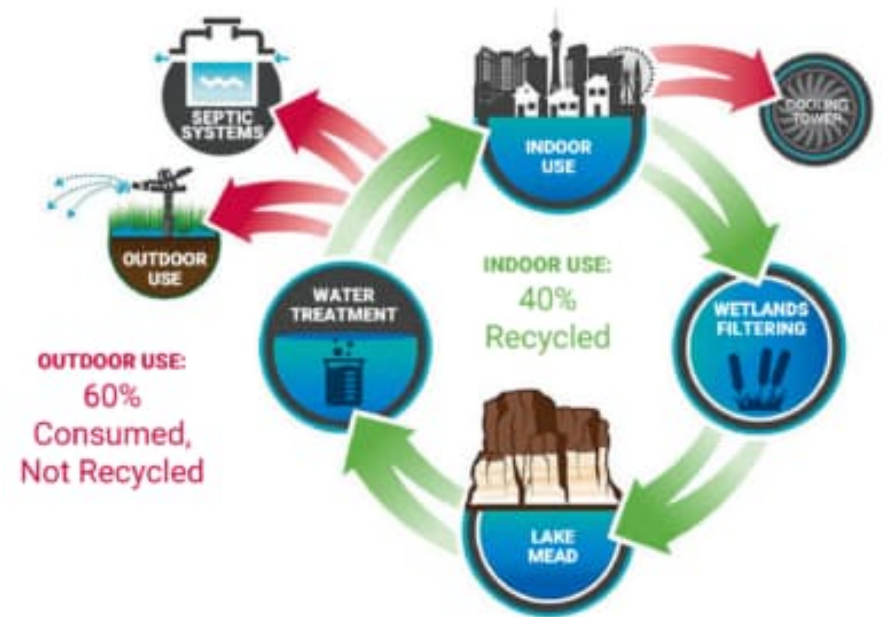 SEPTIC
SYSTEMS
OUTDOOR
USE
INDOOR
USE
COOLING
TOWER
WATER
TREATMENT
INDOOR USE:
40%
Recycled
WETLANDS
FILTERING
OUTDOOR USE:
60%
Consumed,
Not Recycled
LAKE
MEAD